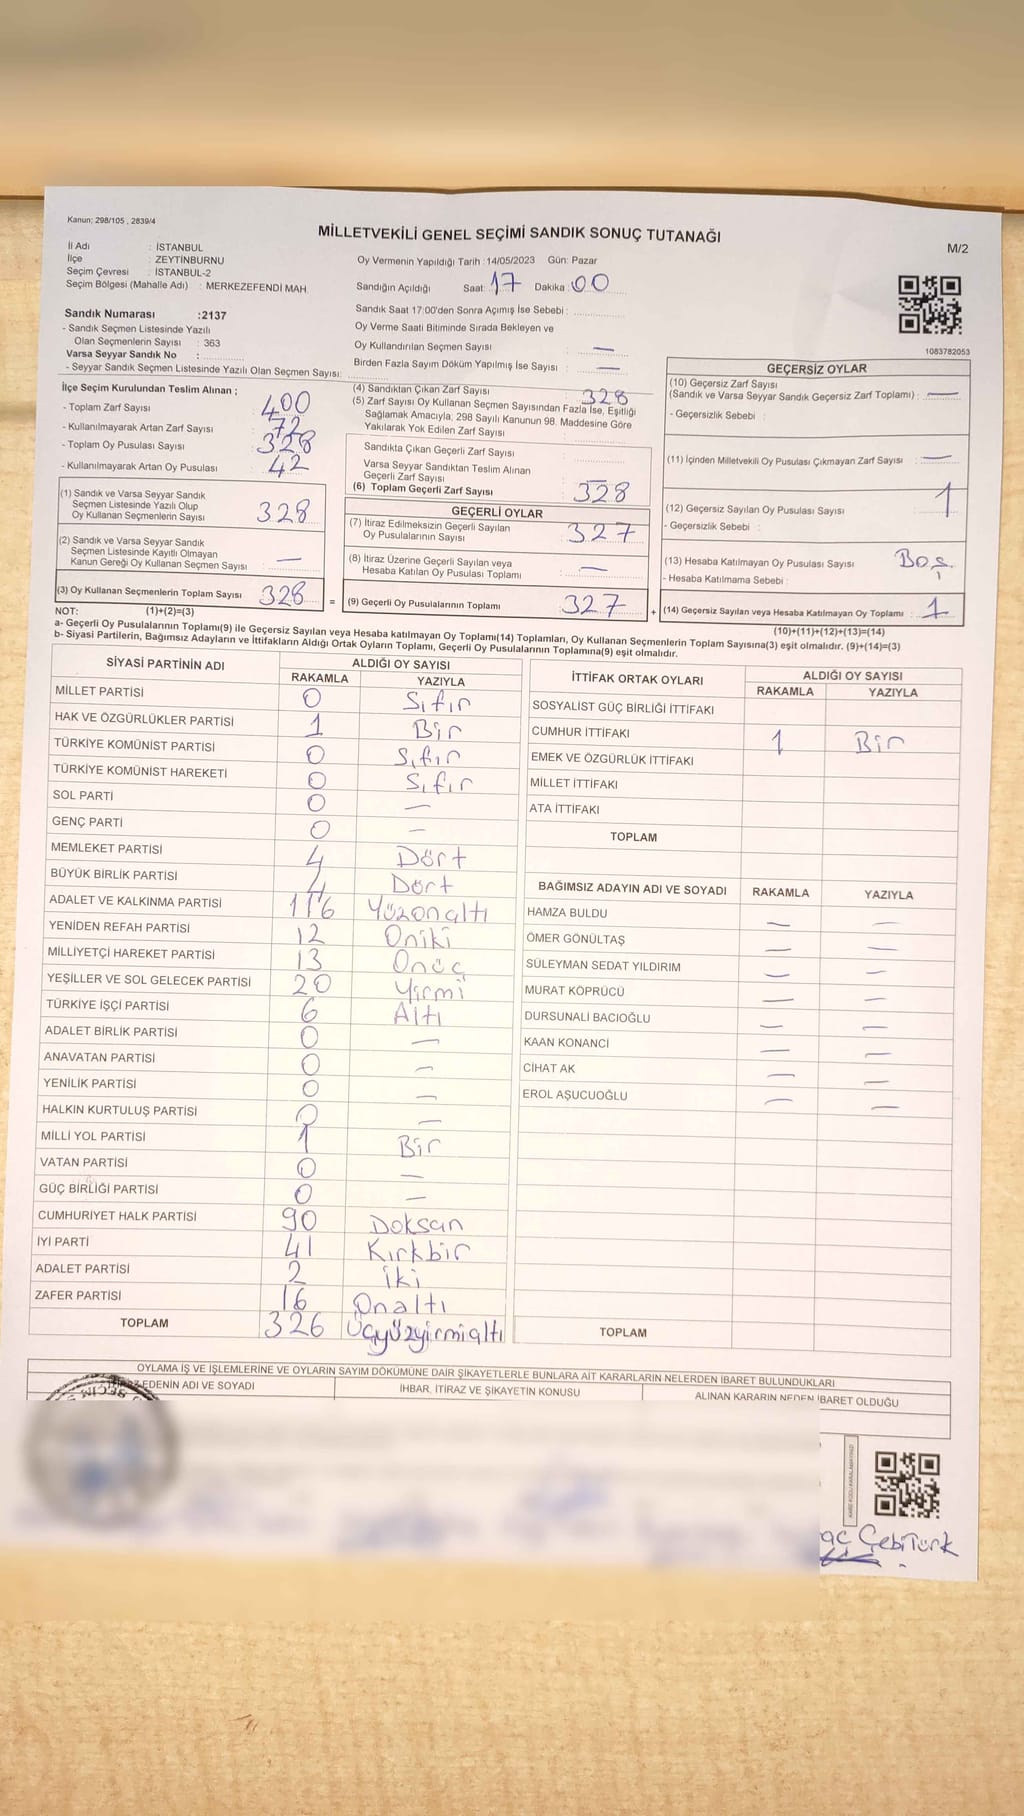 Kanun; 298/105 , 2839/4
MİLLETVEKİLİ GENEL SEÇİMİ SANDIK SONUÇ TUTANAĞI
M/2
İl Adı : İSTANBUL
İlçe : ZEYTİNBURNU
Seçim Çevresi : İSTANBUL-2
Seçim Bölgesi (Mahalle Adı) : MERKEZEFENDİ MAH.
Oy Vermenin Yapıldığı Tarih : 14/05/2023 Gün: Pazar
Sandığın Açıldığı Saat: 17 Dakika: 00
Sandık Saat 17:00'den Sonra Açımış İse Sebebi :
Oy Verme Saati Bitiminde Sırada Bekleyen ve
Oy Kullandırılan Seçmen Sayısı : —
Birden Fazla Sayım Döküm Yapılmış İse Sayısı : —
1083782053
Sandık Numarası :2137
- Sandık Seçmen Listesinde Yazılı
Olan Seçmenlerin Sayısı : 363
Varsa Seyyar Sandık No :
- Seyyar Sandık Seçmen Listesinde Yazılı Olan Seçmen Sayısı:
İlçe Seçim Kurulundan Teslim Alınan ;
- Toplam Zarf Sayısı : 400
- Kullanılmayarak Artan Zarf Sayısı : 72
- Toplam Oy Pusulası Sayısı : 328
- Kullanılmayarak Artan Oy Pusulası : 42
(1) Sandık ve Varsa Seyyar Sandık
Seçmen Listesinde Yazılı Olup
Oy Kullanan Seçmenlerin Sayısı : 328
(2) Sandık ve Varsa Seyyar Sandık
Seçmen Listesinde Kayıtlı Olmayan
Kanun Gereği Oy Kullanan Seçmen Sayısı : —
(3) Oy Kullanan Seçmenlerin Toplam Sayısı : 328 =
(4) Sandıktan Çıkan Zarf Sayısı : 328
(5) Zarf Sayısı Oy Kullanan Seçmen Sayısından Fazla İse, Eşitliği
Sağlamak Amacıyla, 298 Sayılı Kanunun 98. Maddesine Göre
Yakılarak Yok Edilen Zarf Sayısı :
Sandıkta Çıkan Geçerli Zarf Sayısı :
Varsa Seyyar Sandıktan Teslim Alınan
Geçerli Zarf Sayısı : —
(6) Toplam Geçerli Zarf Sayısı : 328
GEÇERLİ OYLAR
(7) İtiraz Edilmeksizin Geçerli Sayılan
Oy Pusulalarının Sayısı : 327
(8) İtiraz Üzerine Geçerli Sayılan veya
Hesaba Katılan Oy Pusulası Toplamı : —
(9) Geçerli Oy Pusulalarının Toplamı : 327 +
GEÇERSİZ OYLAR
(10) Geçersiz Zarf Sayısı
(Sandık ve Varsa Seyyar Sandık Geçersiz Zarf Toplamı) : —
- Geçersizlik Sebebi :
(11) İçinden Milletvekili Oy Pusulası Çıkmayan Zarf Sayısı : —
(12) Geçersiz Sayılan Oy Pusulası Sayısı : 1
- Geçersizlik Sebebi :
(13) Hesaba Katılmayan Oy Pusulası Sayısı : Boş
- Hesaba Katılmama Sebebi :
(14) Geçersiz Sayılan veya Hesaba Katılmayan Oy Toplamı : 1
NOT: (1)+(2)=(3)
(10)+(11)+(12)+(13)=(14)
a- Geçerli Oy Pusulalarının Toplamı(9) ile Geçersiz Sayılan veya Hesaba katılmayan Oy Toplamı(14) Toplamları, Oy Kullanan Seçmenlerin Toplam Sayısına(3) eşit olmalıdır. (9)+(14)=(3)
b- Siyasi Partilerin, Bağımsız Adayların ve İttifakların Aldığı Ortak Oyların Toplamı, Geçerli Oy Pusulalarının Toplamına(9) eşit olmalıdır.
SİYASİ PARTİNİN ADI ALDIĞI OY SAYISI
RAKAMLA YAZIYLA
MİLLET PARTİSİ 0 Sıfır
HAK VE ÖZGÜRLÜKLER PARTİSİ 1 Bir
TÜRKİYE KOMÜNİST PARTİSİ 0 Sıfır
TÜRKİYE KOMÜNİST HAREKETİ 0 Sıfır
SOL PARTİ 0 —
GENÇ PARTİ 0 —
MEMLEKET PARTİSİ 4 Dört
BÜYÜK BİRLİK PARTİSİ 4 Dört
ADALET VE KALKINMA PARTİSİ 116 Yüzonaltı
YENİDEN REFAH PARTİSİ 12 Oniki
MİLLİYETÇİ HAREKET PARTİSİ 13 Onüç
YEŞİLLER VE SOL GELECEK PARTİSİ 20 Yirmi
TÜRKİYE İŞÇİ PARTİSİ 6 Altı
ADALET BİRLİK PARTİSİ 0 —
ANAVATAN PARTİSİ 0 —
YENİLİK PARTİSİ 0 —
HALKIN KURTULUŞ PARTİSİ 0 —
MİLLİ YOL PARTİSİ 1 Bir
VATAN PARTİSİ 0 —
GÜÇ BİRLİĞİ PARTİSİ 0 —
CUMHURİYET HALK PARTİSİ 90 Doksan
İYİ PARTİ 41 Kırkbir
ADALET PARTİSİ 2 iki
ZAFER PARTİSİ 16 Onaltı
TOPLAM 326 Üçyüzyirmialtı
İTTİFAK ORTAK OYLARI ALDIĞI OY SAYISI
RAKAMLA YAZIYLA
SOSYALİST GÜÇ BİRLİĞİ İTTİFAKI
CUMHUR İTTİFAKI 1 Bir
EMEK VE ÖZGÜRLÜK İTTİFAKI
MİLLET İTTİFAKI
ATA İTTİFAKI
TOPLAM
BAĞIMSIZ ADAYIN ADI VE SOYADI RAKAMLA YAZIYLA
HAMZA BULDU — —
ÖMER GÖNÜLTAŞ — —
SÜLEYMAN SEDAT YILDIRIM — —
MURAT KÖPRÜCÜ — —
DURSUNALİ BACIOĞLU — —
KAAN KONANCİ — —
CİHAT AK — —
EROL AŞUCUOĞLU — —
TOPLAM
OYLAMA İŞ VE İŞLEMLERİNE VE OYLARIN SAYIM DÖKÜMÜNE DAİR ŞİKAYETLERLE BUNLARA AİT KARARLARIN NELERDEN İBARET BULUNDUKLARI
EDENİN ADI VE SOYADI İHBAR, İTİRAZ VE ŞİKAYETİN KONUSU ALINAN KARARIN NEDEN İBARET OLDUĞU
SEÇİM
ÇebiTürk